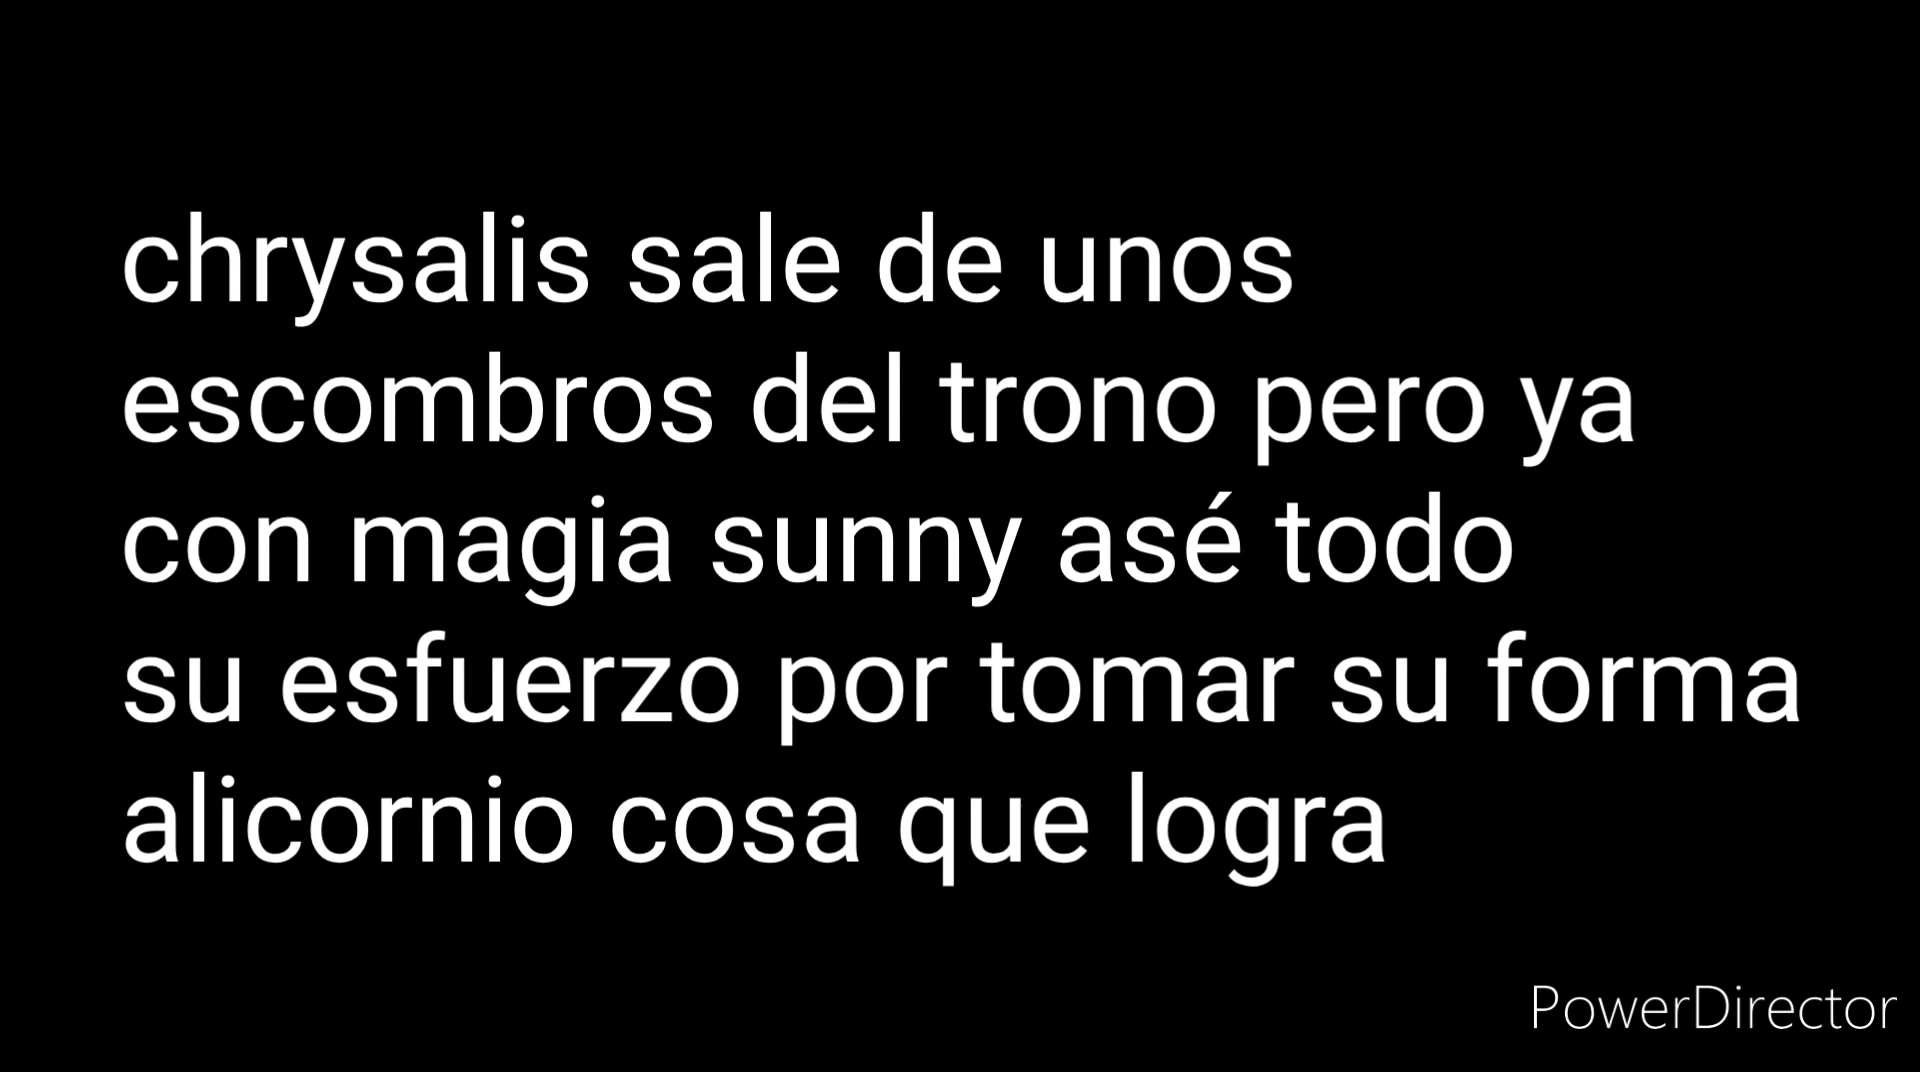 chrysalis sale de unos
escombros del trono pero ya
con magia sunny asé todo
su esfuerzo por tomar su forma
alicornio cosa que logra
PowerDirector